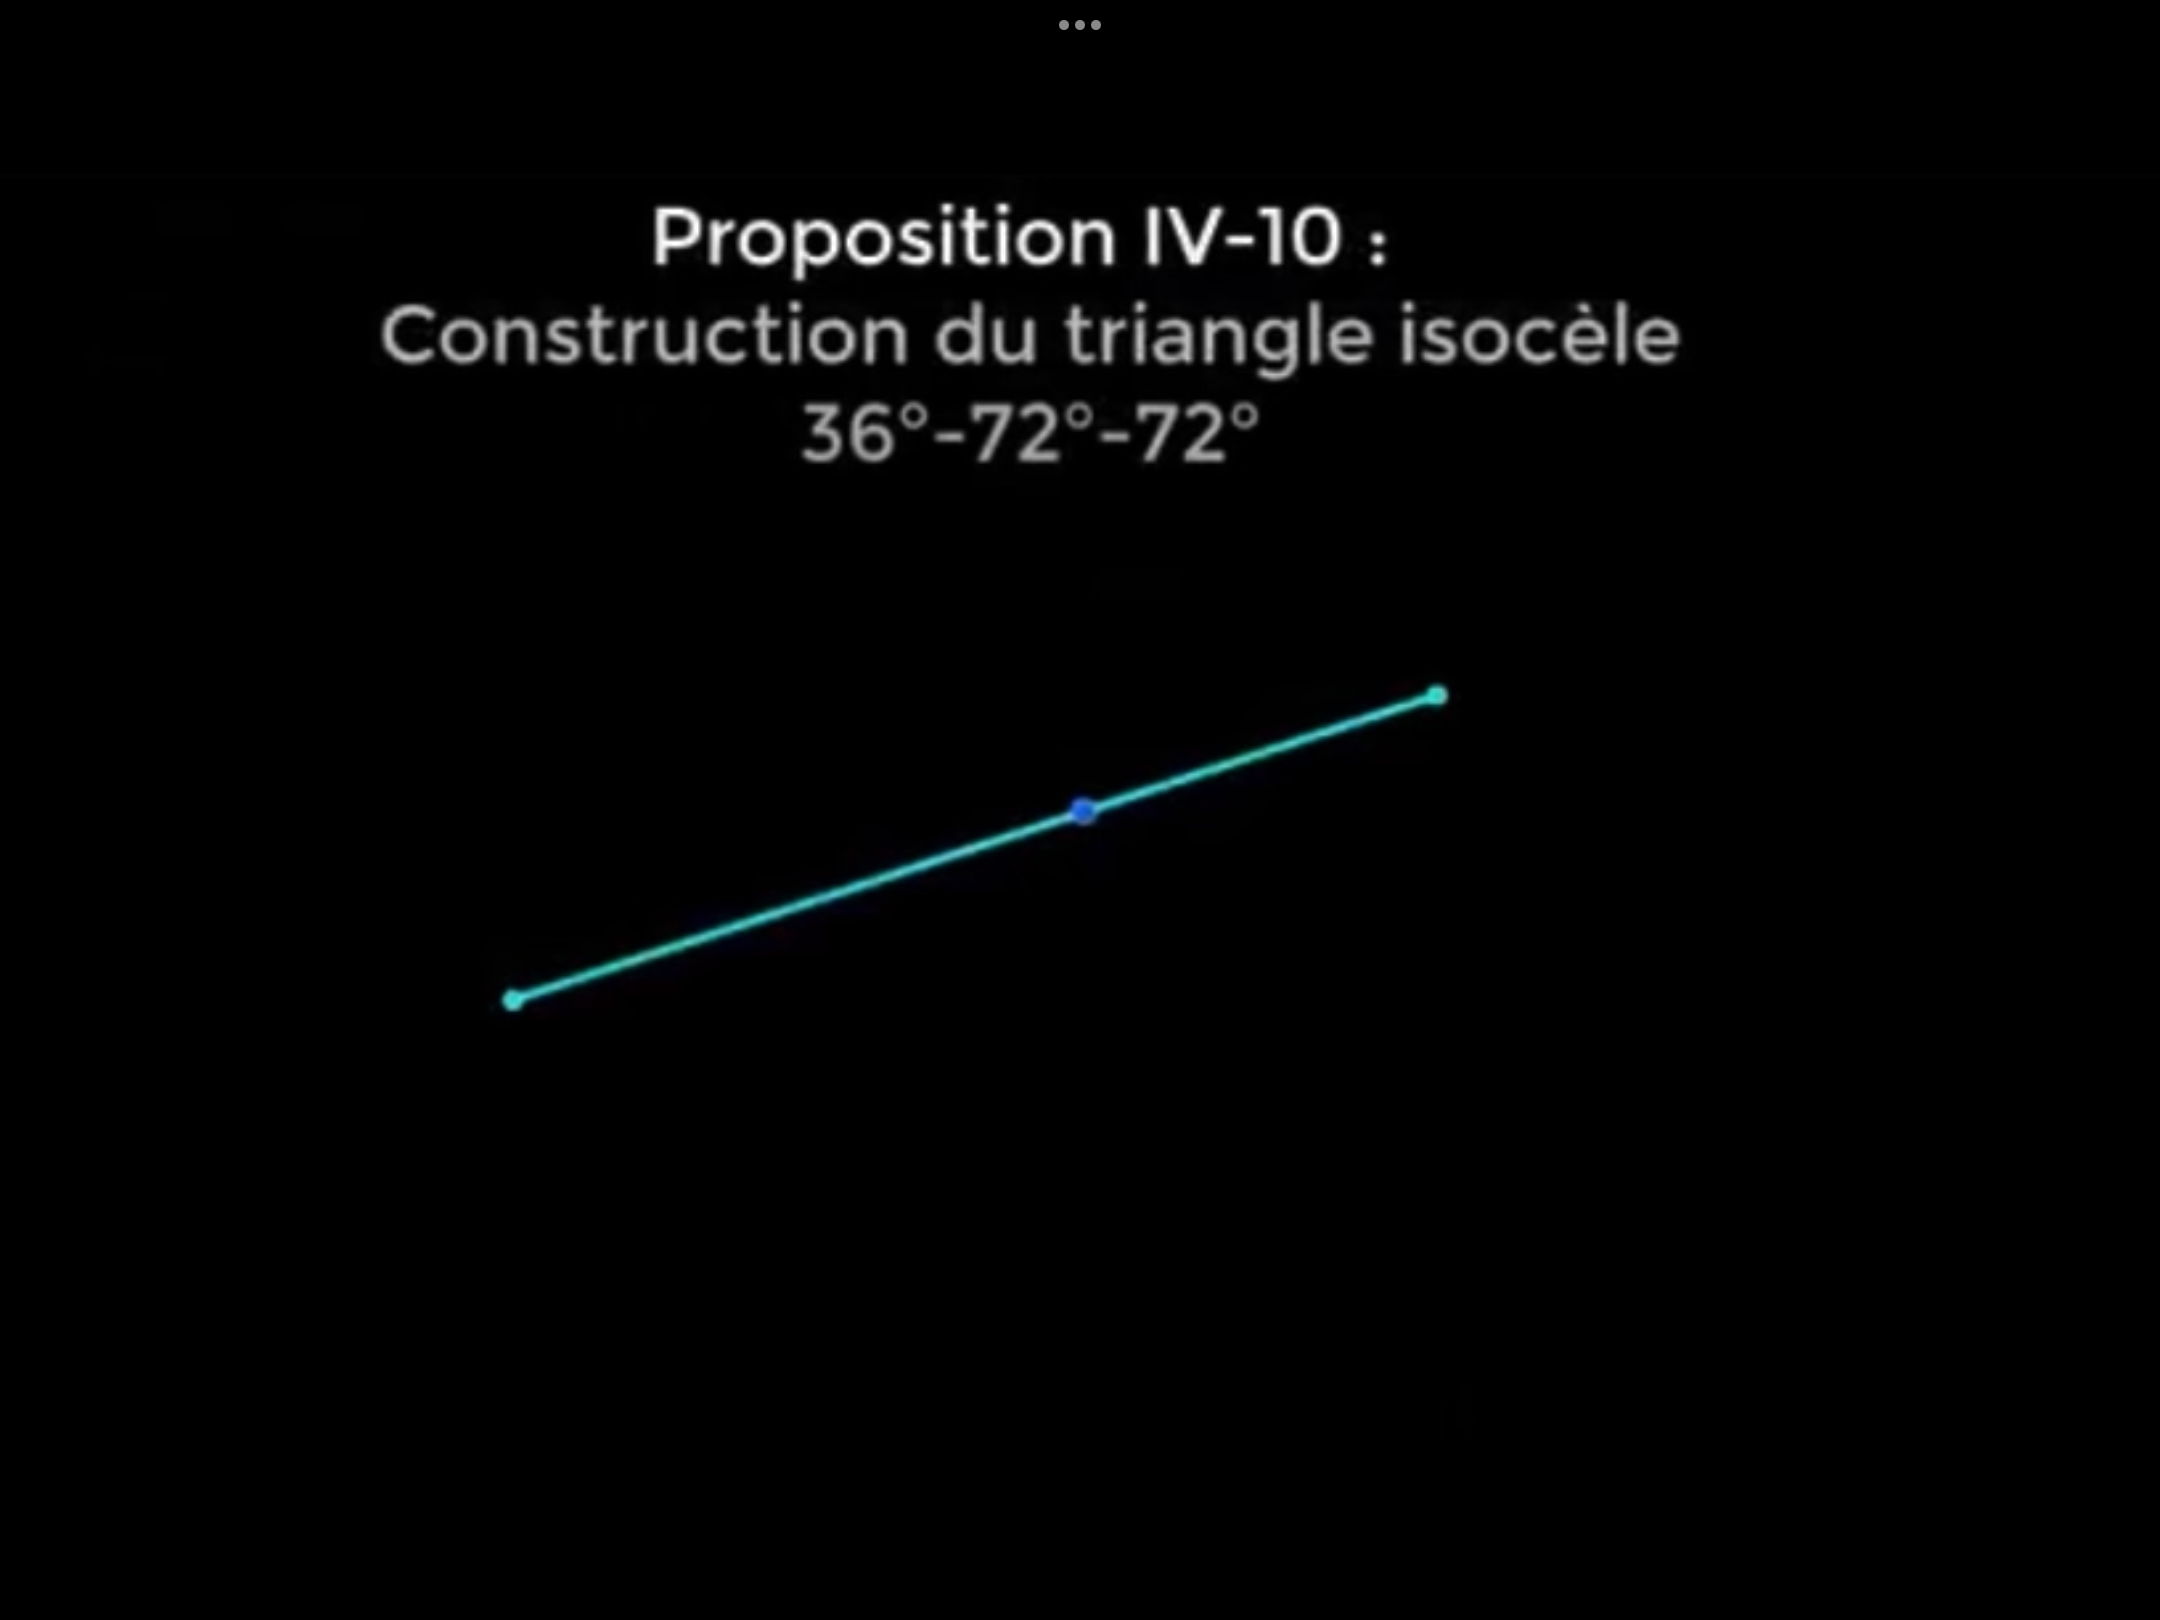 Proposition IV-10 :
Construction du triangle isocèle
36°-72°-72°